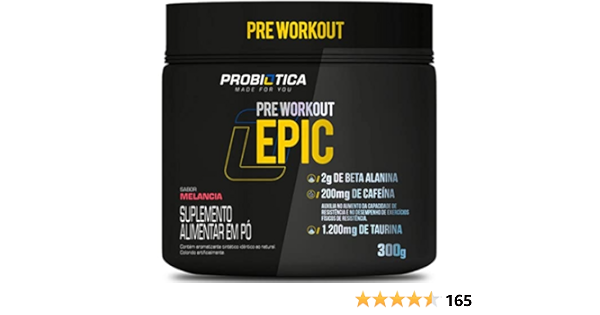 PRE WORKOUT
PROBIOTICA
MADE FOR YOU
PRE WORKOUT
EPIC
2g DE BETA ALANINA
200mg DE CAFEÍNA
AUXILIA NO AUMENTO DA CAPACIDADE DE
RESISTÊNCIA E NO DESEMPENHO DE EXERCÍCIOS
FÍSICOS DE RESISTÊNCIA.
1.200mg DE TAURINA
SABOR
MELANCIA
SUPLEMENTO
ALIMENTAR EM PÓ
Contém aromatizante sintético idêntico ao natural
Colorido artificialmente.
300g
165